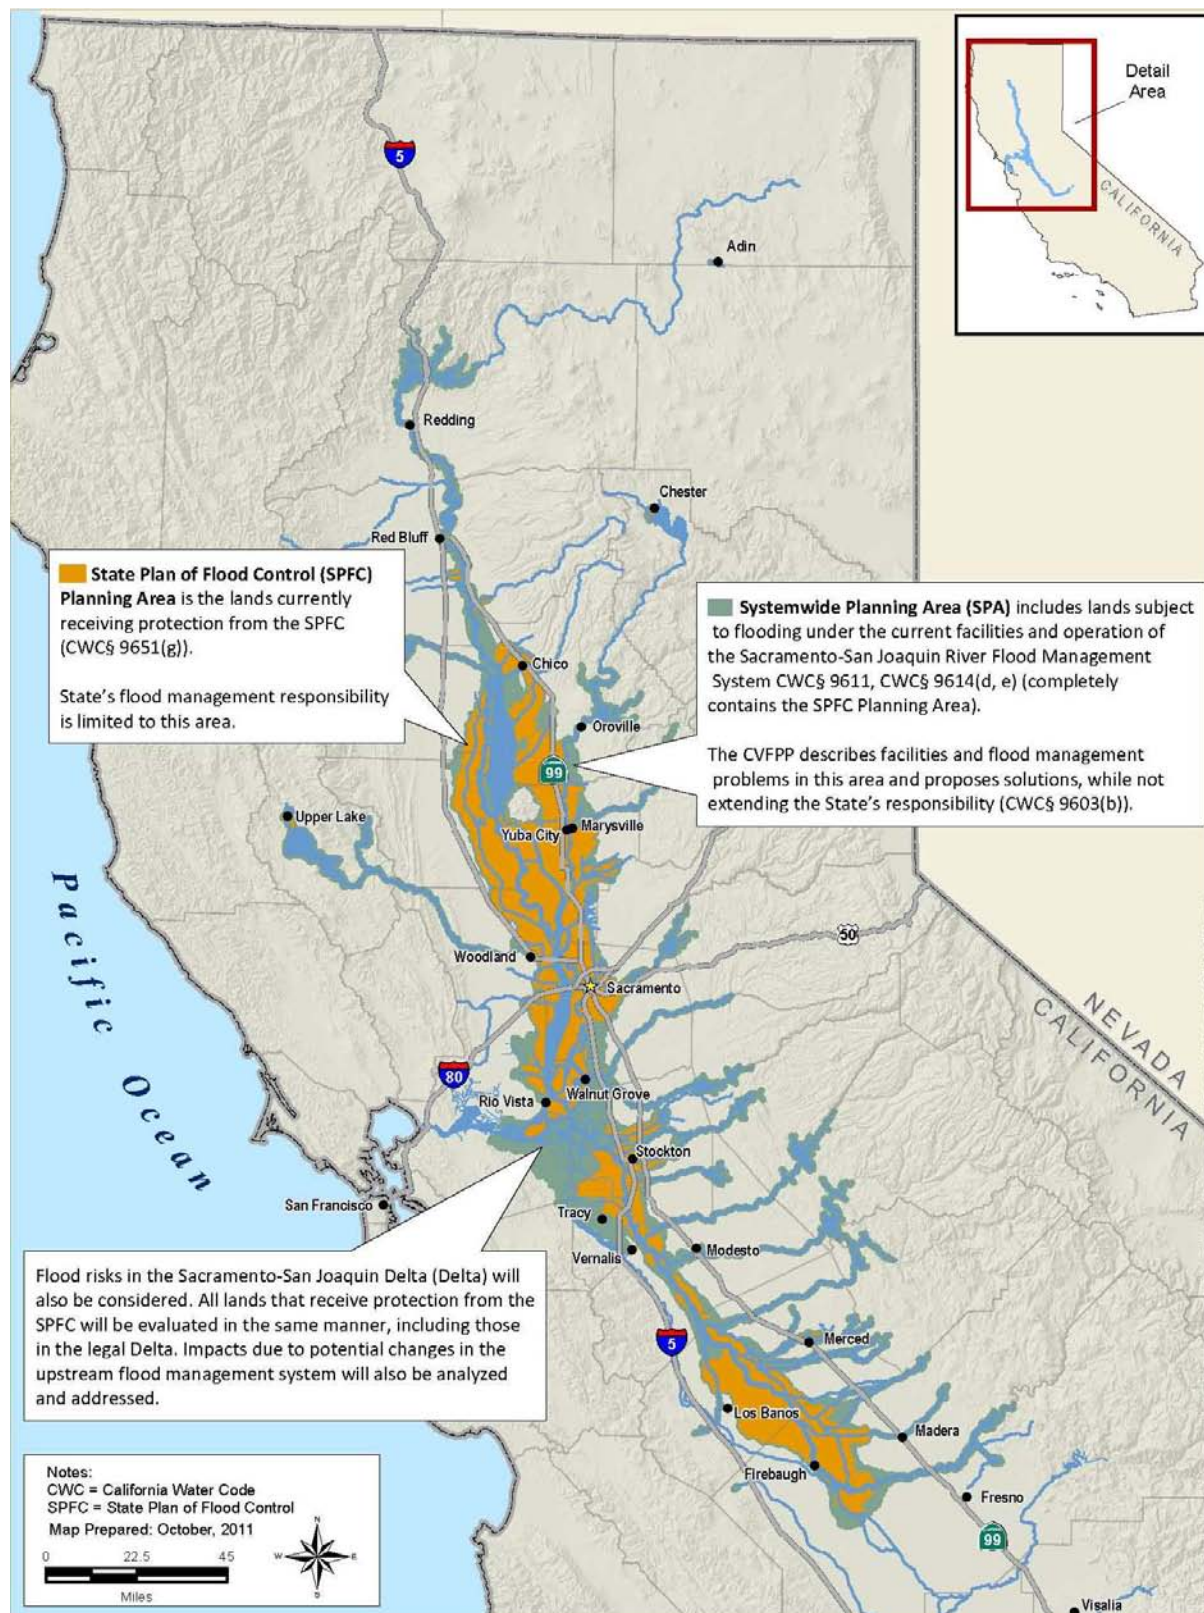 Detail
Area
CALIFORNIA
5
Adin
Redding
Chester
Red Bluff
State Plan of Flood Control (SPFC)
Planning Area is the lands currently
receiving protection from the SPFC
(CWC§ 9651(g)).
State's flood management responsibility
is limited to this area.
Systemwide Planning Area (SPA) includes lands subject
to flooding under the current facilities and operation of
the Sacramento-San Joaquin River Flood Management
System CWC§ 9611, CWC§ 9614(d, e) (completely
contains the SPFC Planning Area).
The CVFPP describes facilities and flood management
problems in this area and proposes solutions, while not
extending the State's responsibility (CWC§ 9603(b)).
Chico
Oroville
99
Upper Lake
Yuba City
Marysville
Pacific Ocean
50
Woodland
Sacramento
NEVADA
CALIFORNIA
80
Walnut Grove
Rio Vista
Stockton
San Francisco
Tracy
Vernalis
Modesto
Flood risks in the Sacramento-San Joaquin Delta (Delta) will
also be considered. All lands that receive protection from the
SPFC will be evaluated in the same manner, including those
in the legal Delta. Impacts due to potential changes in the
upstream flood management system will also be analyzed
and addressed.
5
Merced
Los Banos
Madera
Firebaugh
Fresno
99
Visalia
Notes:
CWC = California Water Code
SPFC = State Plan of Flood Control
Map Prepared: October, 2011
0 22.5 45
Miles
N
W E
S